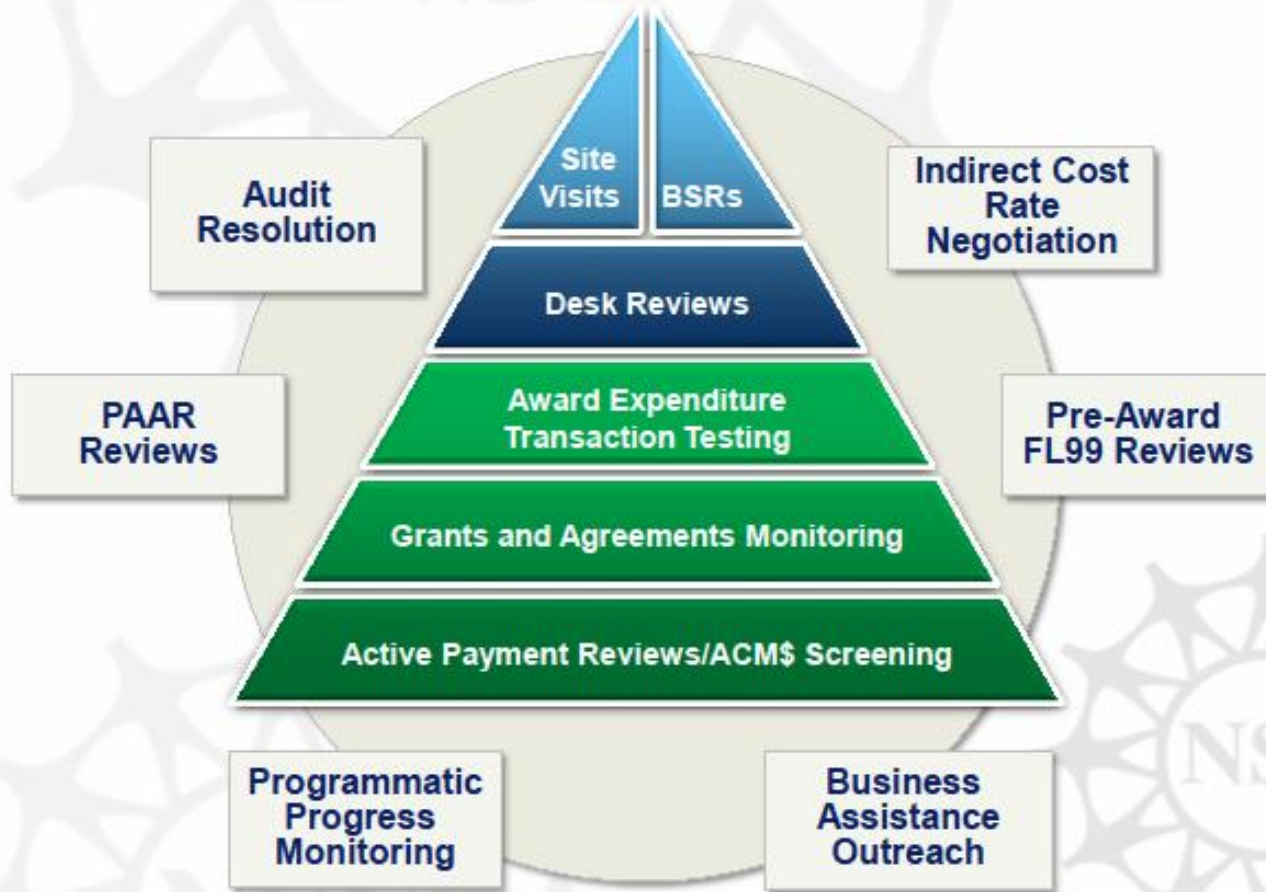 Site
Visits
BSRs
Audit
Resolution
Indirect Cost
Rate
Negotiation
Desk Reviews
PAAR
Reviews
Award Expenditure
Transaction Testing
Pre-Award
FL99 Reviews
Grants and Agreements Monitoring
Active Payment Reviews/ACM$ Screening
Programmatic
Progress
Monitoring
Business
Assistance
Outreach